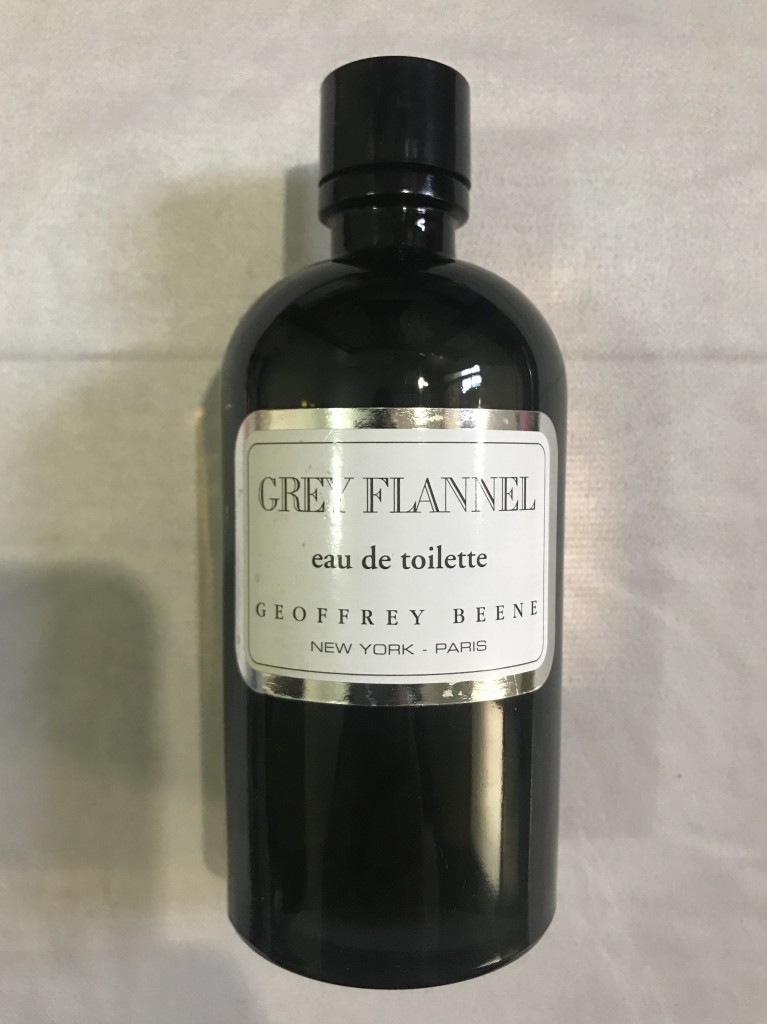 GREY FLANNEL
eau de toilette
GEOFFREY BEENE
NEW YORK - PARIS